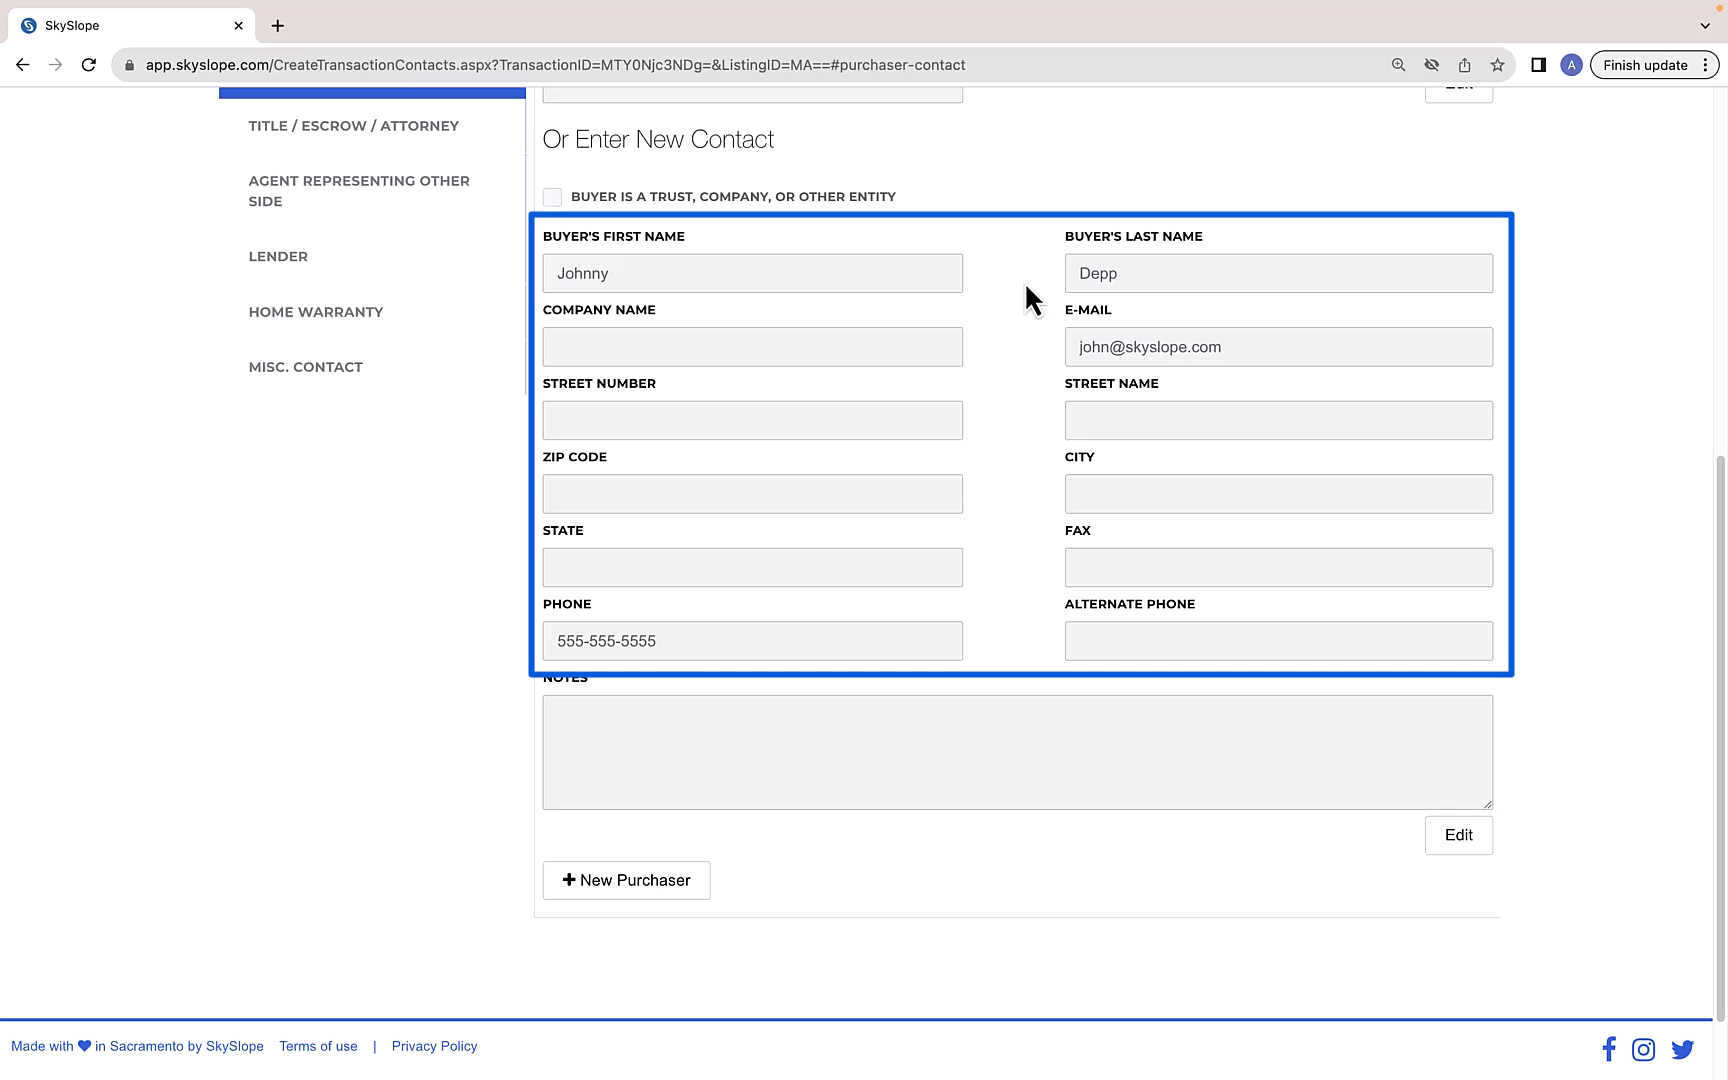 SkySlope
app.skyslope.com/CreateTransactionContacts.aspx?TransactionID=MTY0Njc3NDg=&ListingID=MA==#purchaser-contact
A
Finish update
Edit
TITLE / ESCROW / ATTORNEY
AGENT REPRESENTING OTHER
SIDE
LENDER
HOME WARRANTY
MISC. CONTACT
Or Enter New Contact
BUYER IS A TRUST, COMPANY, OR OTHER ENTITY
BUYER'S FIRST NAME
BUYER'S LAST NAME
Johnny
Depp
COMPANY NAME
E-MAIL
john@skyslope.com
STREET NUMBER
STREET NAME
ZIP CODE
CITY
STATE
FAX
PHONE
ALTERNATE PHONE
555-555-5555
NOTES
Edit
New Purchaser
Made with in Sacramento by SkySlope Terms of use | Privacy Policy